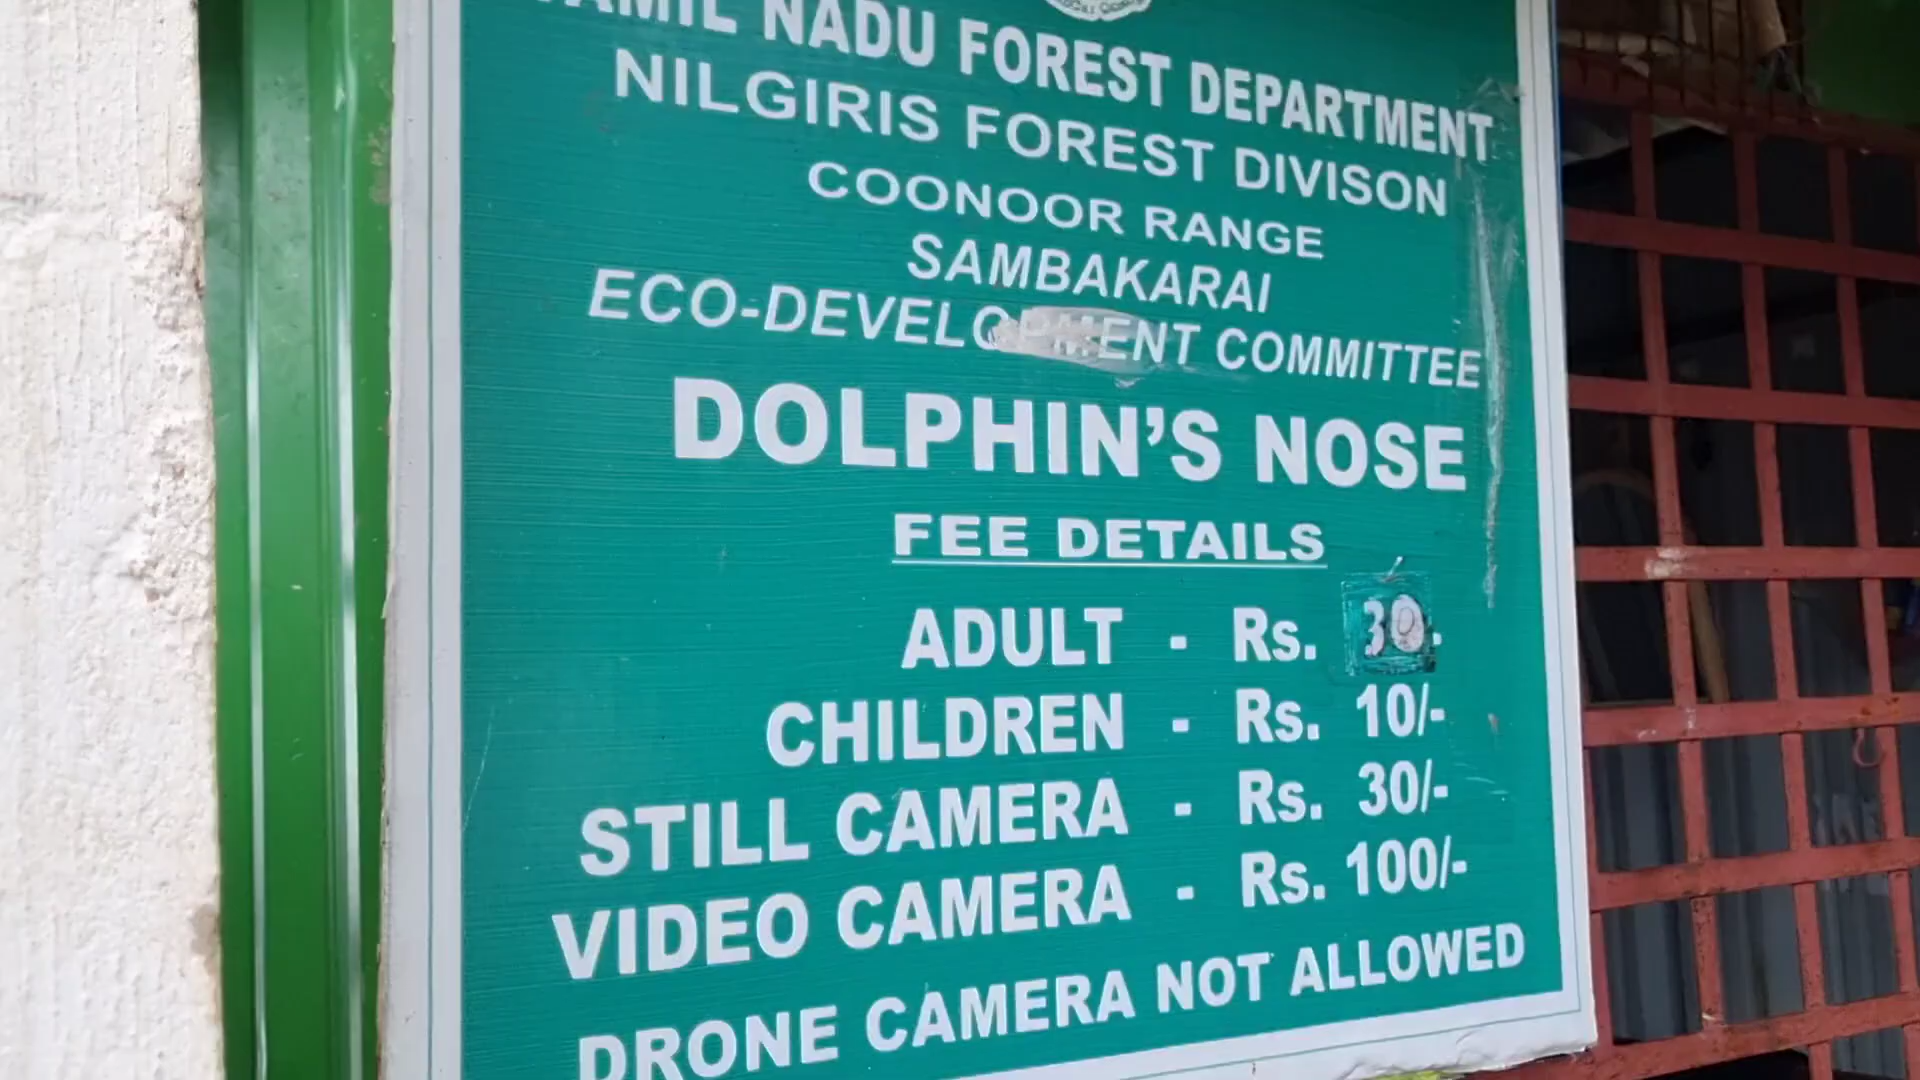 TAMIL NADU FOREST DEPARTMENT
NILGIRIS FOREST DIVISON
COONOOR RANGE
SAMBAKARAI
ECO-DEVELOPMENT COMMITTEE
DOLPHIN'S NOSE
FEE DETAILS
ADULT - Rs. 30
CHILDREN - Rs. 10/-
STILL CAMERA - Rs. 30/-
VIDEO CAMERA - Rs. 100/-
DRONE CAMERA NOT ALLOWED